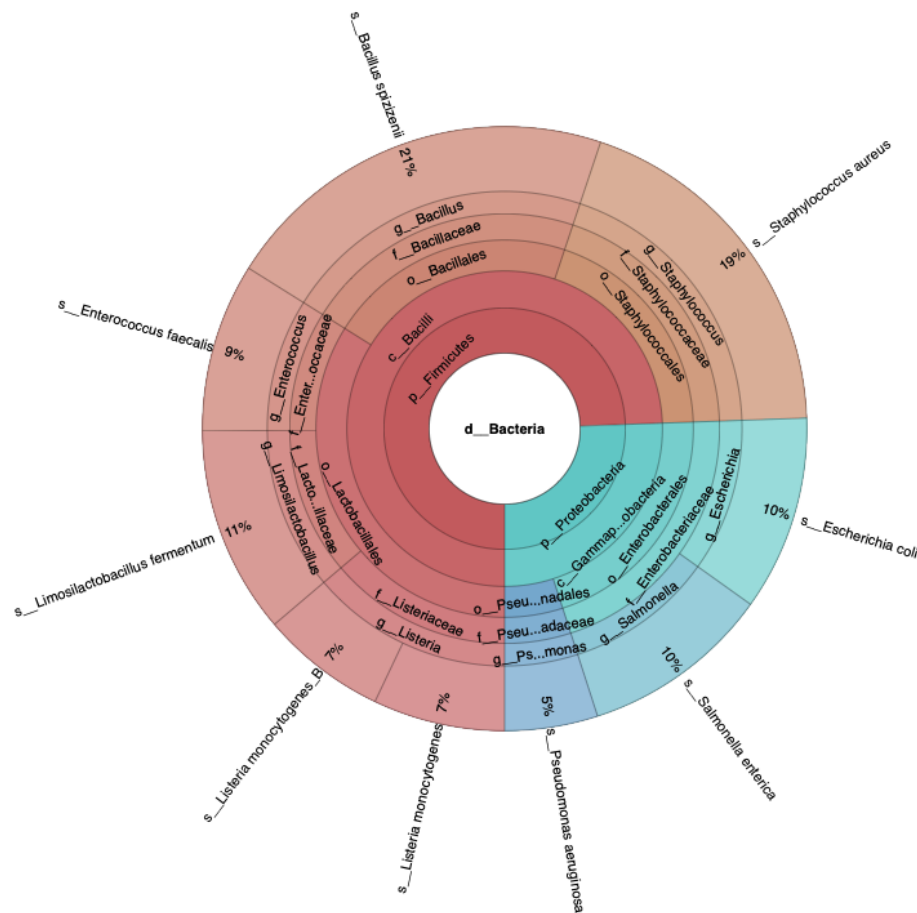 d__Bacteria
p__Firmicutes
c__Bacilli
o__Bacillales
f__Bacillaceae
g__Bacillus
21%
s__Bacillus spizizenii
o__Staphylococcales
f__Staphylococcaceae
g__Staphylococcus
19%
s__Staphylococcus aureus
o__Lactobacillales
f__Enter...occaceae
g__Enterococcus
9%
s__Enterococcus faecalis
f__Lacto...illaceae
g__Limosilactobacillus
11%
s__Limosilactobacillus fermentum
f__Listeriaceae
g__Listeria
7%
s__Listeria monocytogenes_B
7%
s__Listeria monocytogenes
p__Proteobacteria
c__Gammap...obacteria
o__Enterobacterales
f__Enterobacteriaceae
g__Escherichia
10%
s__Escherichia coli
g__Salmonella
10%
s__Salmonella enterica
o__Pseu...nadales
f__Pseu...adaceae
g__Ps...monas
5%
s__Pseudomonas aeruginosa